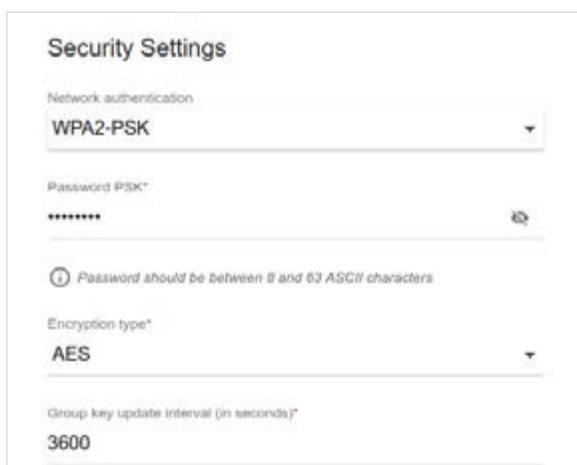 Security Settings
Network authentication
WPA2-PSK
Password PSK*
••••••••
Password should be between 8 and 63 ASCII characters
Encryption type*
AES
Group key update interval (in seconds)*
3600